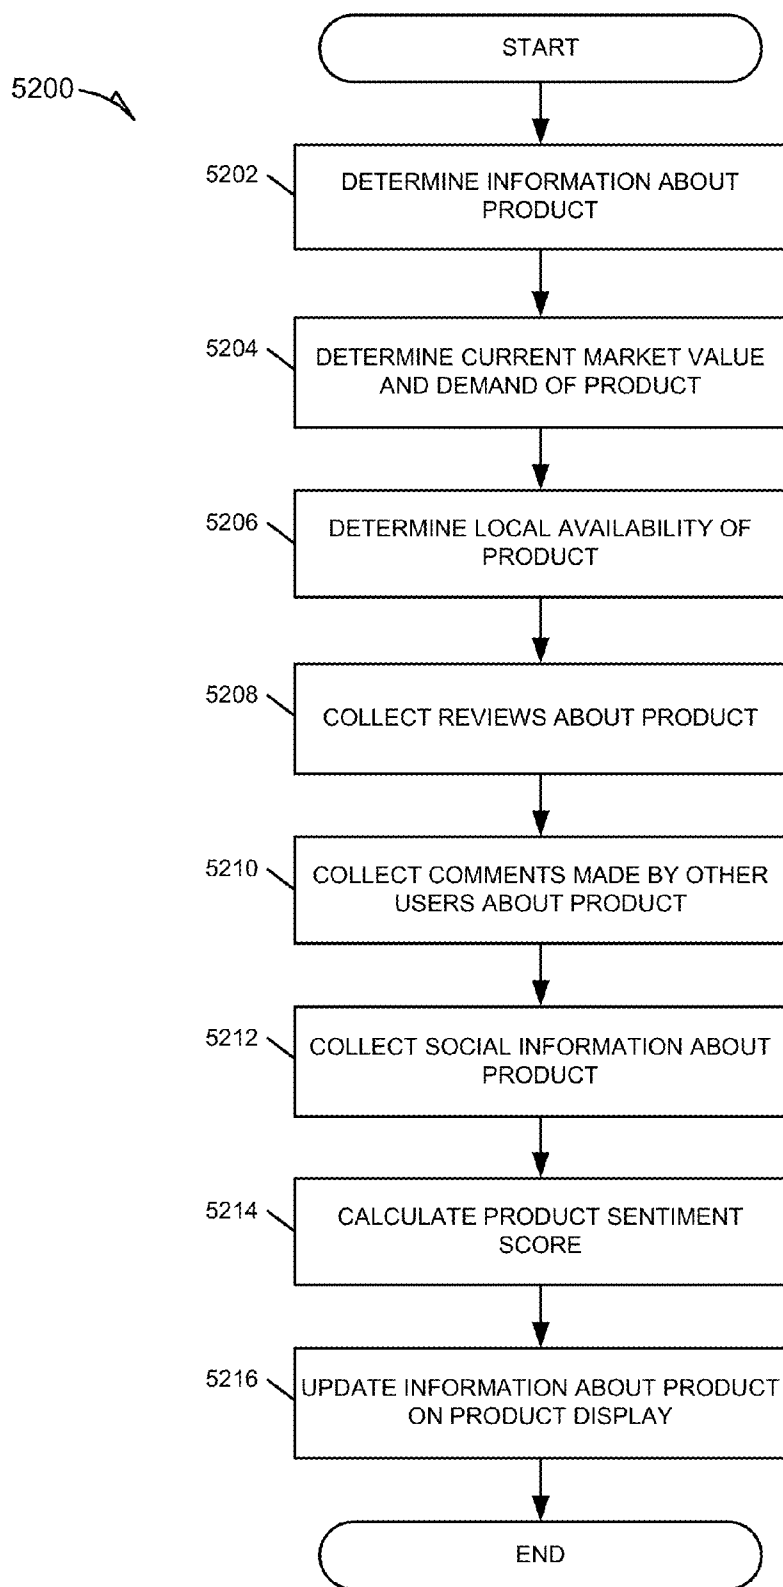 START
5200
5202
DETERMINE INFORMATION ABOUT
PRODUCT
5204
DETERMINE CURRENT MARKET VALUE
AND DEMAND OF PRODUCT
5206
DETERMINE LOCAL AVAILABILITY OF
PRODUCT
5208
COLLECT REVIEWS ABOUT PRODUCT
5210
COLLECT COMMENTS MADE BY OTHER
USERS ABOUT PRODUCT
5212
COLLECT SOCIAL INFORMATION ABOUT
PRODUCT
5214
CALCULATE PRODUCT SENTIMENT
SCORE
5216
UPDATE INFORMATION ABOUT PRODUCT
ON PRODUCT DISPLAY
END